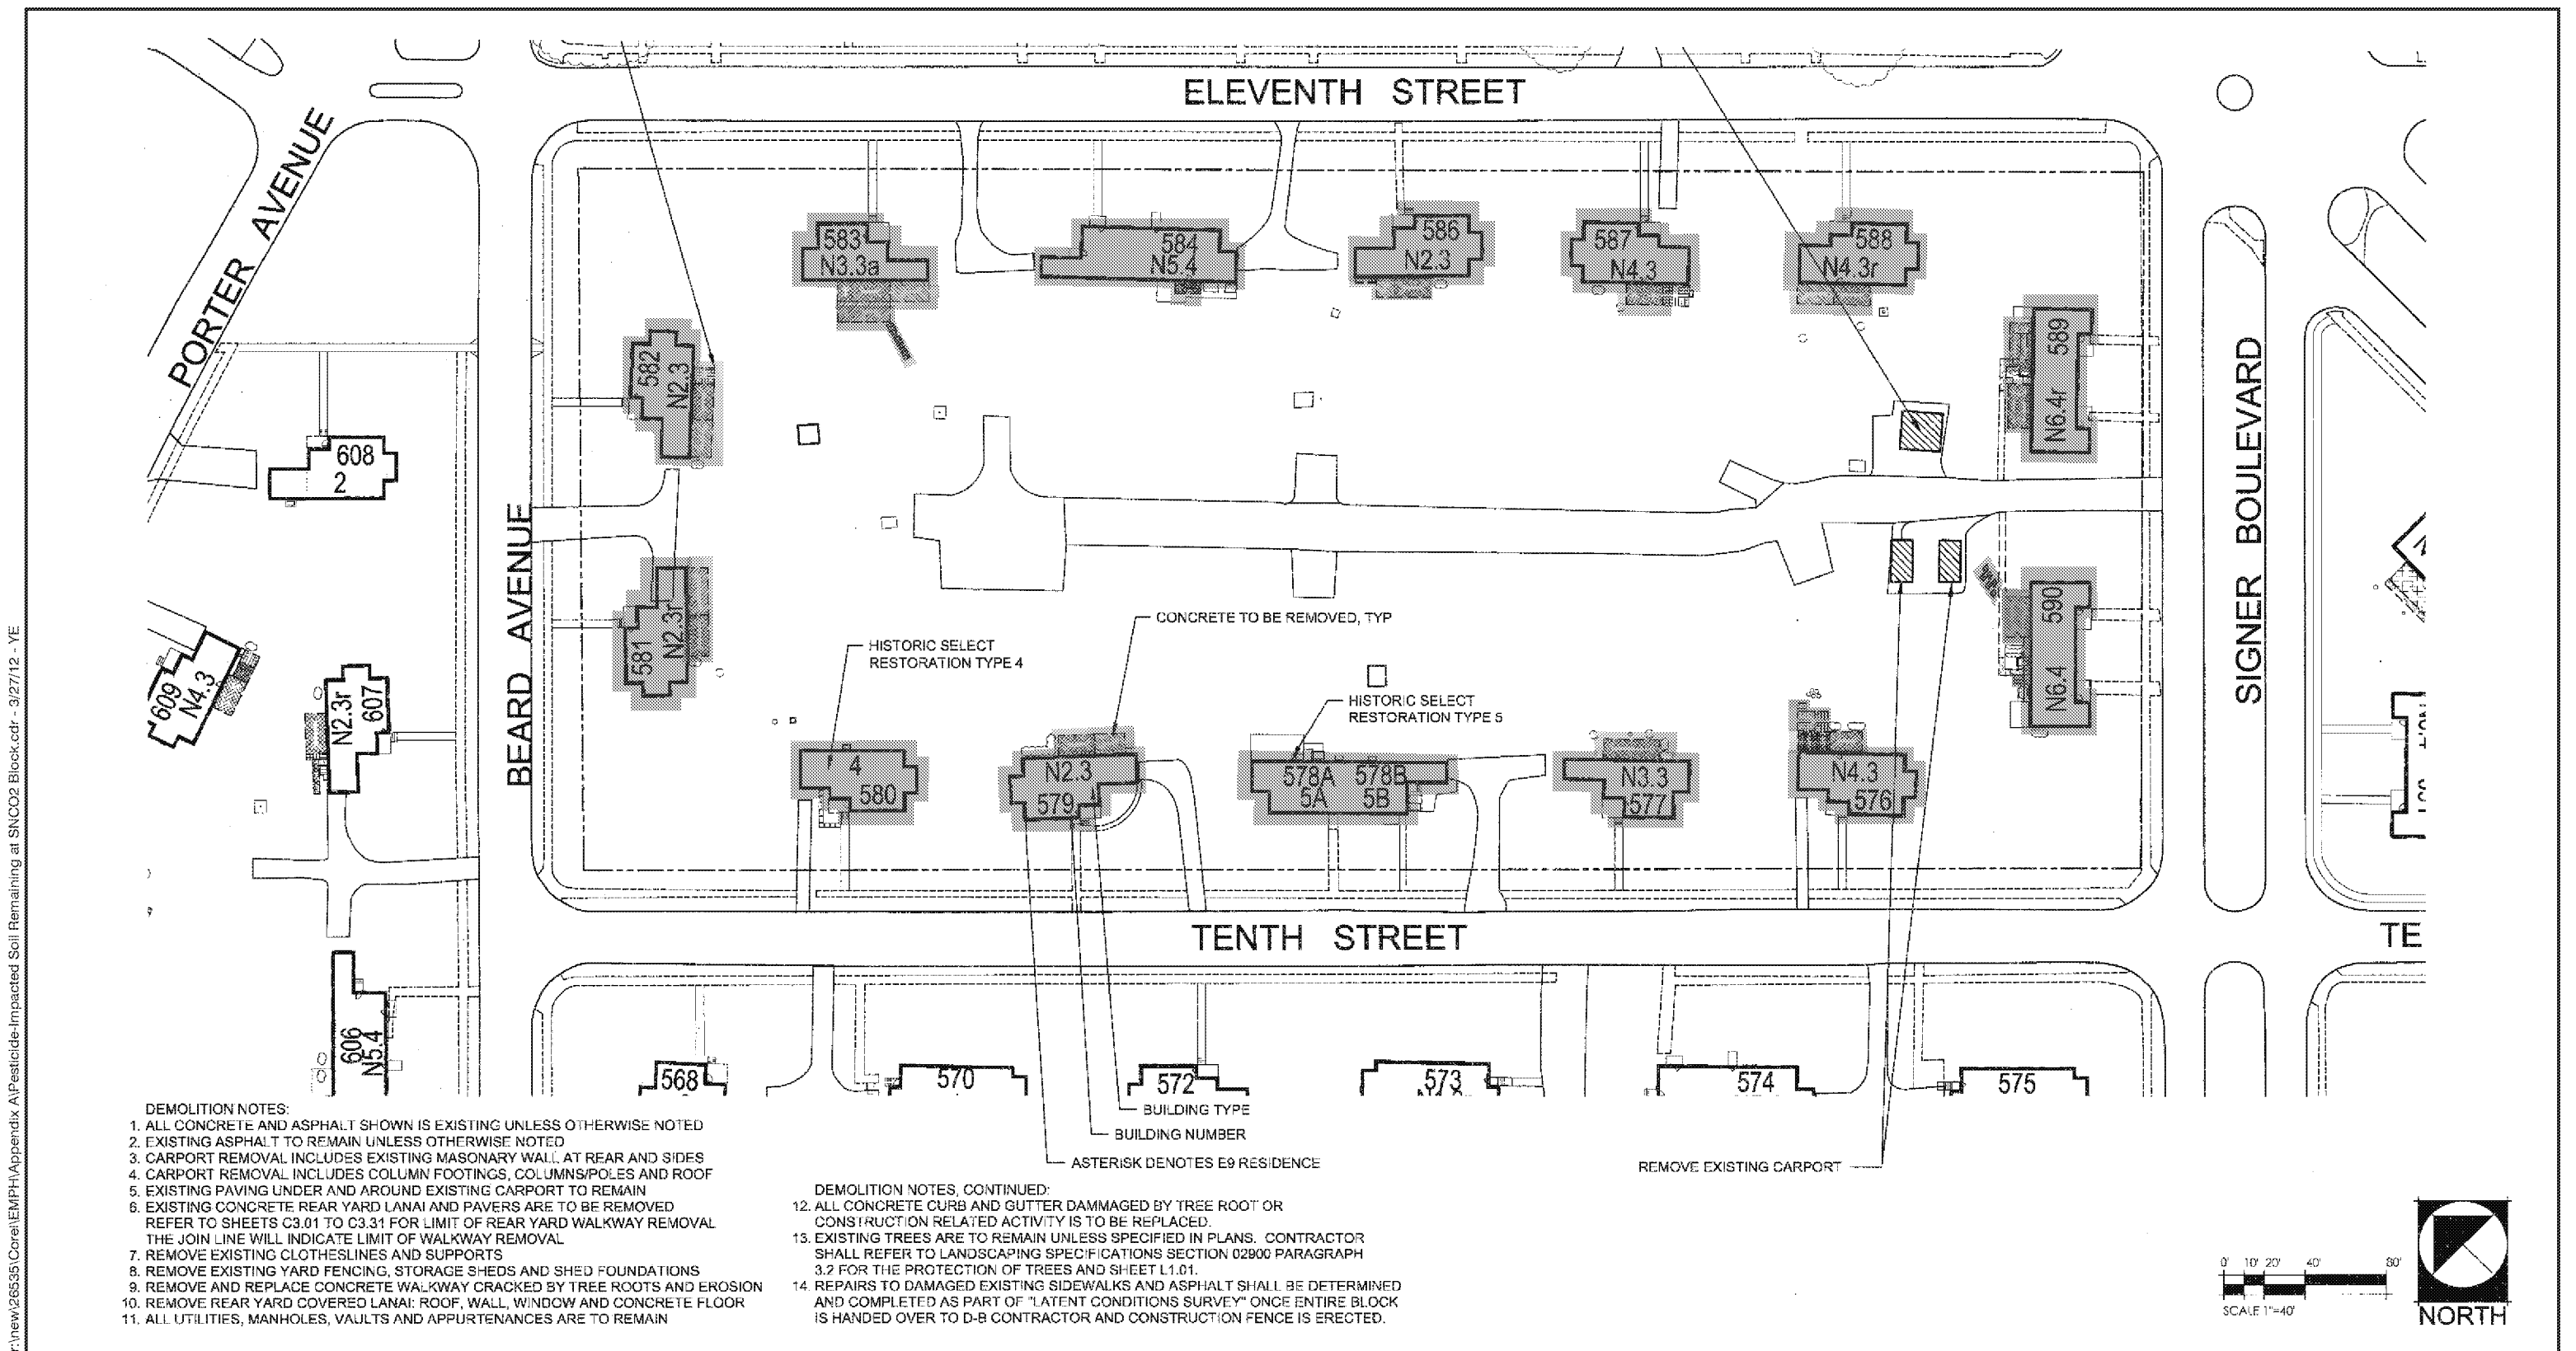 ELEVENTH STREET
PORTER AVENUE
583
N3.3a
584
N5.4
586
N2.3
587
N4.3
588
N4.3r
582
N2.3
589
N6.4r
608
2
BEARD AVENUE
SIGNER BOULEVARD
581
N2.3r
590
N6.4
CONCRETE TO BE REMOVED, TYP
HISTORIC SELECT
RESTORATION TYPE 4
HISTORIC SELECT
RESTORATION TYPE 5
609
N4.3
N2.3r
607
4
580
N2.3
579
578A 578B
5A 5B
N3.3
577
N4.3
576
TENTH STREET
TE
606
N5.4
568
570
572
573
574
575
BUILDING TYPE
BUILDING NUMBER
ASTERISK DENOTES E9 RESIDENCE
REMOVE EXISTING CARPORT
DEMOLITION NOTES:
1. ALL CONCRETE AND ASPHALT SHOWN IS EXISTING UNLESS OTHERWISE NOTED
2. EXISTING ASPHALT TO REMAIN UNLESS OTHERWISE NOTED
3. CARPORT REMOVAL INCLUDES EXISTING MASONARY WALL AT REAR AND SIDES
4. CARPORT REMOVAL INCLUDES COLUMN FOOTINGS, COLUMNS/POLES AND ROOF
5. EXISTING PAVING UNDER AND AROUND EXISTING CARPORT TO REMAIN
6. EXISTING CONCRETE REAR YARD LANAI AND PAVERS ARE TO BE REMOVED
REFER TO SHEETS C3.01 TO C3.31 FOR LIMIT OF REAR YARD WALKWAY REMOVAL
THE JOIN LINE WILL INDICATE LIMIT OF WALKWAY REMOVAL
7. REMOVE EXISTING CLOTHESLINES AND SUPPORTS
8. REMOVE EXISTING YARD FENCING, STORAGE SHEDS AND SHED FOUNDATIONS
9. REMOVE AND REPLACE CONCRETE WALKWAY CRACKED BY TREE ROOTS AND EROSION
10. REMOVE REAR YARD COVERED LANAI: ROOF, WALL, WINDOW AND CONCRETE FLOOR
11. ALL UTILITIES, MANHOLES, VAULTS AND APPURTENANCES ARE TO REMAIN
DEMOLITION NOTES, CONTINUED:
12. ALL CONCRETE CURB AND GUTTER DAMMAGED BY TREE ROOT OR
CONSTRUCTION RELATED ACTIVITY IS TO BE REPLACED.
13. EXISTING TREES ARE TO REMAIN UNLESS SPECIFIED IN PLANS. CONTRACTOR
SHALL REFER TO LANDSCAPING SPECIFICATIONS SECTION 02900 PARAGRAPH
3.2 FOR THE PROTECTION OF TREES AND SHEET L1.01.
14. REPAIRS TO DAMAGED EXISTING SIDEWALKS AND ASPHALT SHALL BE DETERMINED
AND COMPLETED AS PART OF "LATENT CONDITIONS SURVEY" ONCE ENTIRE BLOCK
IS HANDED OVER TO D-B CONTRACTOR AND CONSTRUCTION FENCE IS ERECTED.
0' 10' 20' 40' 80'
SCALE 1"=40'
NORTH
r:\new\26535\Corel\EMPH\Appendix A\Pesticide-Impacted Soil Remaining at SNCO2 Block.cdr - 3/27/12 - YE